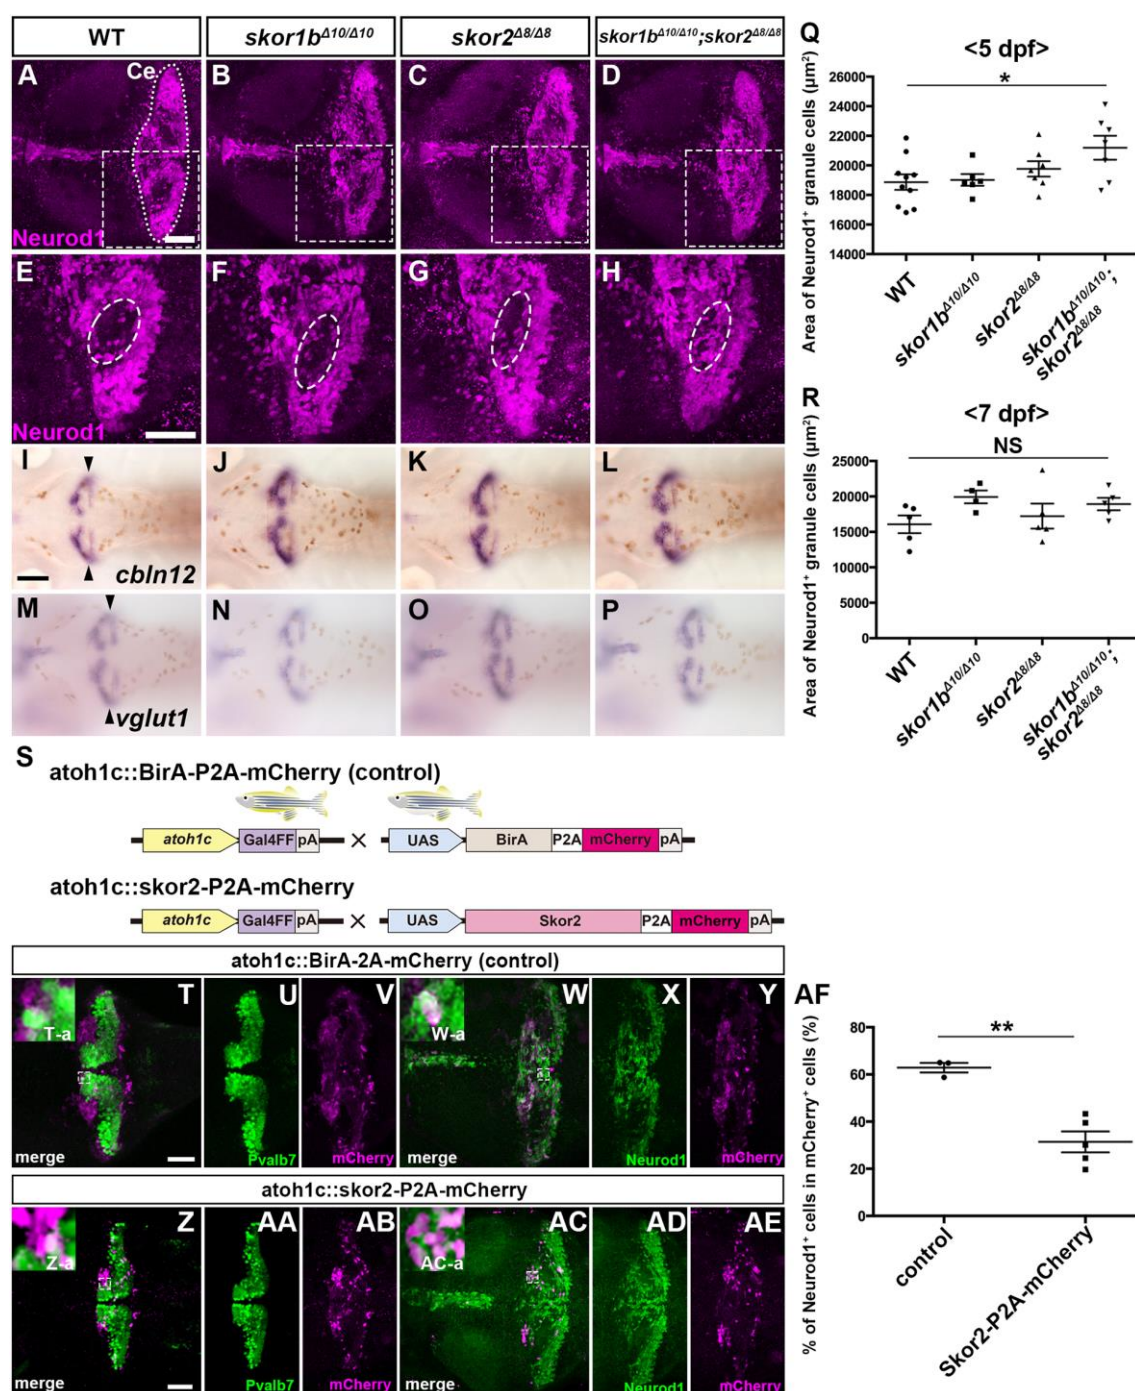 WT
skor1bΔ10/Δ10
skor2Δ8/Δ8
skor1bΔ10/Δ10;skor2Δ8/Δ8
A
Ce
B
C
D
Neurod1
E
F
G
H
Neurod1
I
J
K
L
cbln12
M
N
O
P
vglut1
Q
<5 dpf>
*
Area of Neurod1+ granule cells (μm²)
26000
24000
22000
20000
18000
16000
14000
WT
skor1bΔ10/Δ10
skor2Δ8/Δ8
skor1bΔ10/Δ10;
skor2Δ8/Δ8
R
<7 dpf>
NS
Area of Neurod1+ granule cells (μm²)
25000
20000
15000
10000
5000
0
WT
skor1bΔ10/Δ10
skor2Δ8/Δ8
skor1bΔ10/Δ10;
skor2Δ8/Δ8
S
atoh1c::BirA-P2A-mCherry (control)
atoh1c Gal4FF pA × UAS BirA P2A mCherry pA
atoh1c::skor2-P2A-mCherry
atoh1c Gal4FF pA × UAS Skor2 P2A mCherry pA
atoh1c::BirA-2A-mCherry (control)
T
T-a
merge
U
Pvalb7
V
mCherry
W
W-a
merge
X
Neurod1
Y
mCherry
atoh1c::skor2-P2A-mCherry
Z
Z-a
merge
AA
Pvalb7
AB
mCherry
AC
AC-a
merge
AD
Neurod1
AE
mCherry
AF
% of Neurod1+ cells in mCherry+ cells (%)
**
80
60
40
20
0
control
Skor2-P2A-mCherry